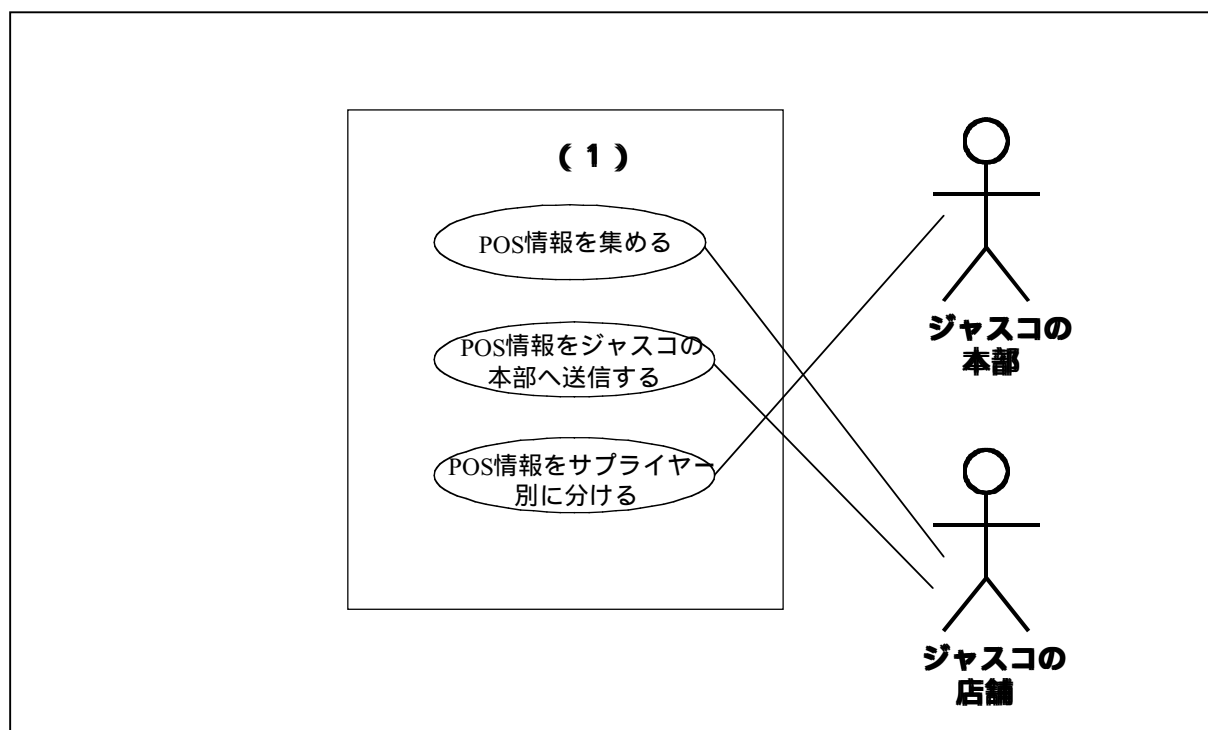 (1)
POS情報を集める
POS情報をジャスコの
本部へ送信する
POS情報をサプライヤー
別に分ける
ジャスコの
本部
ジャスコの
店舗